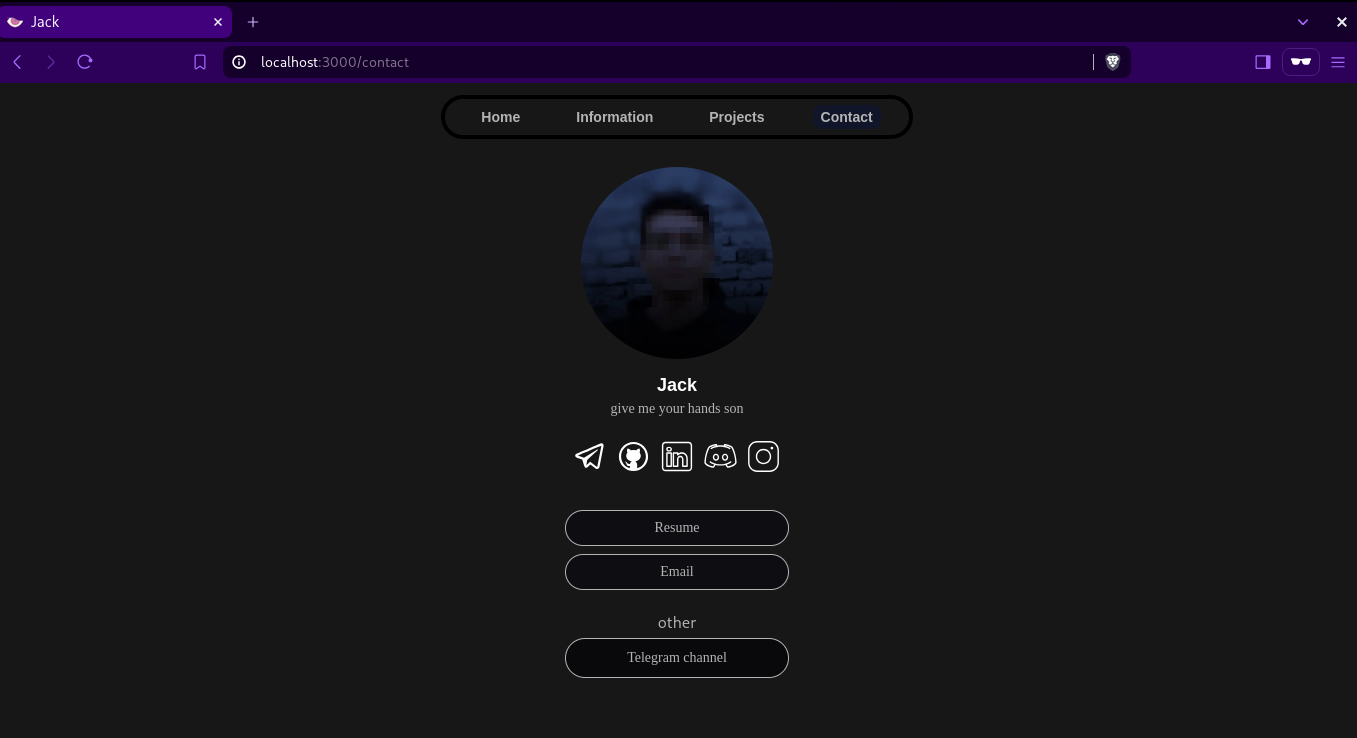 Jack
localhost:3000/contact
Home Information Projects Contact
Jack
give me your hands son
in
Resume
Email
other
Telegram channel